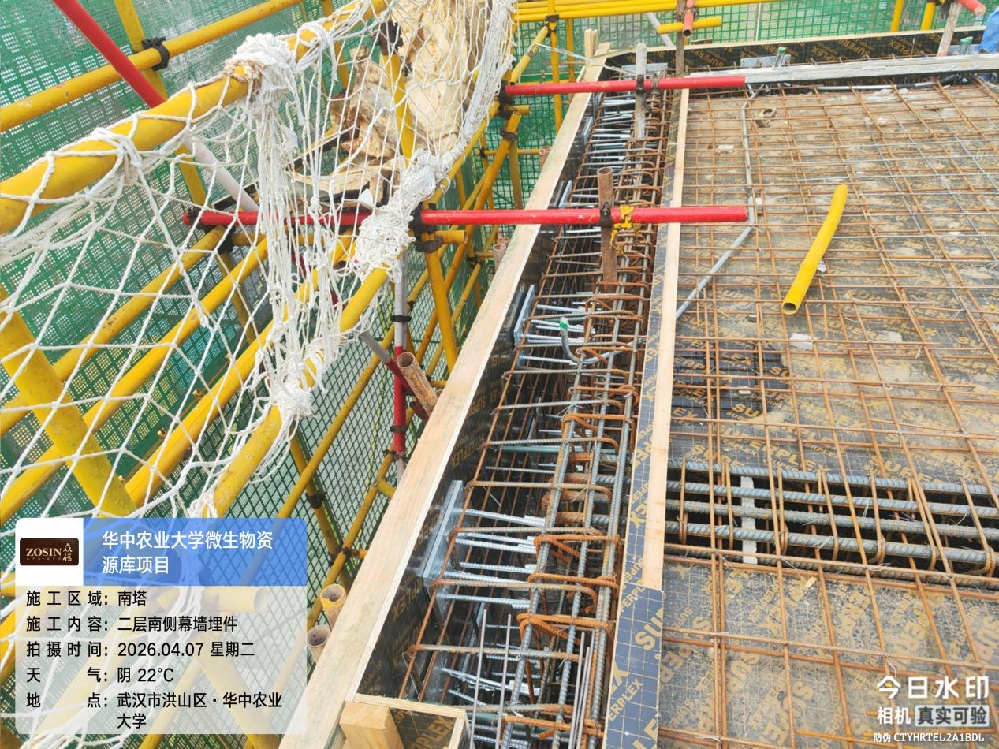 ZOSIN 众信
华中农业大学微生物资
源库项目
施工区域：南塔
施工内容：二层南侧幕墙埋件
拍摄时间：2026.04.07 星期二
天气：阴 22℃
地点：武汉市洪山区·华中农业
大学
SUPERPLEX
SUPERPLEX
SUPERPLEX
今日水印
相机 真实可验
防伪 CTYHRTEL2A1BDL